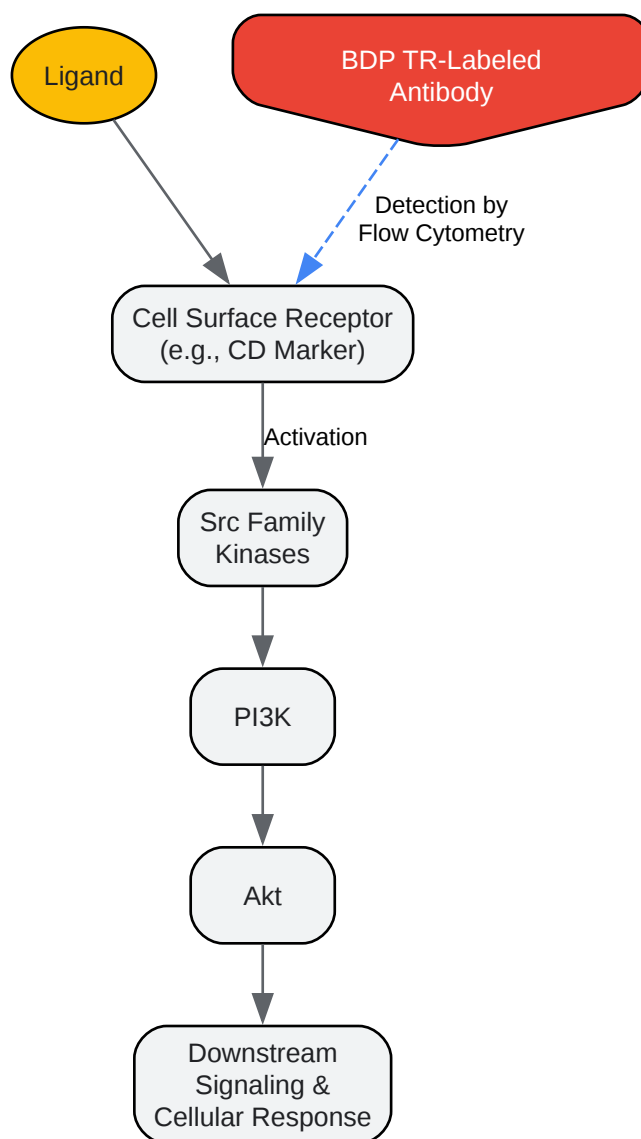 Ligand
BDP TR-Labeled
Antibody
Detection by
Flow Cytometry
Cell Surface Receptor
(e.g., CD Marker)
Activation
Src Family
Kinases
PI3K
Akt
Downstream
Signaling &
Cellular Response